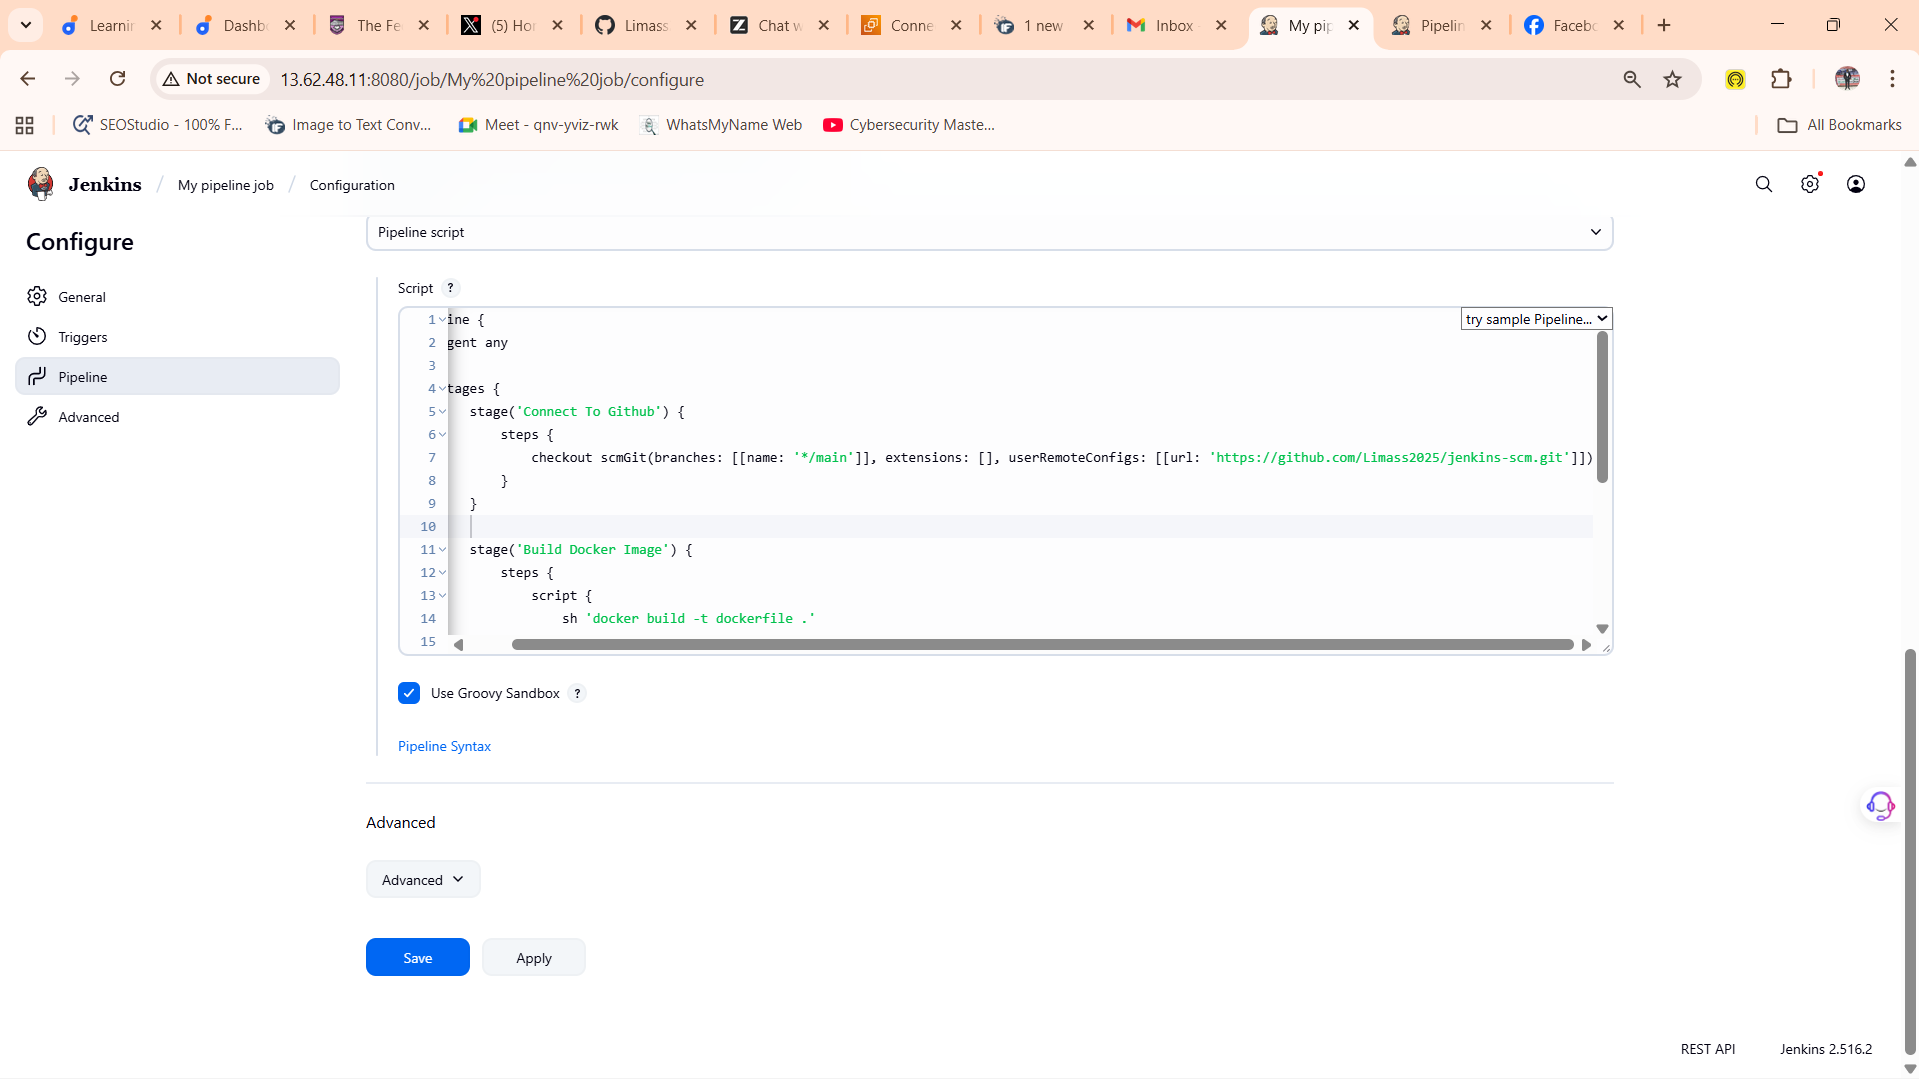 Learnin
Dashbo
The Fe
(5) Ho
Limass
Chat w
Conne
1 new
Inbox
My pip
Pipelin
Facebo
Not secure
13.62.48.11:8080/job/My%20pipeline%20job/configure
SEOStudio - 100% F...
Image to Text Conv...
Meet - qnv-yviz-rwk
WhatsMyName Web
Cybersecurity Maste...
All Bookmarks
Jenkins / My pipeline job / Configuration
Configure
General
Triggers
Pipeline
Advanced
Pipeline script
Script ?
try sample Pipeline...
1 ine {
2 gent any
3
4 tages {
5 stage('Connect To Github') {
6 steps {
7 checkout scmGit(branches: [[name: '*/main']], extensions: [], userRemoteConfigs: [[url: 'https://github.com/Limass2025/jenkins-scm.git']])
8 }
9 }
10
11 stage('Build Docker Image') {
12 steps {
13 script {
14 sh 'docker build -t dockerfile .'
15
Use Groovy Sandbox ?
Pipeline Syntax
Advanced
Advanced
Save
Apply
REST API
Jenkins 2.516.2